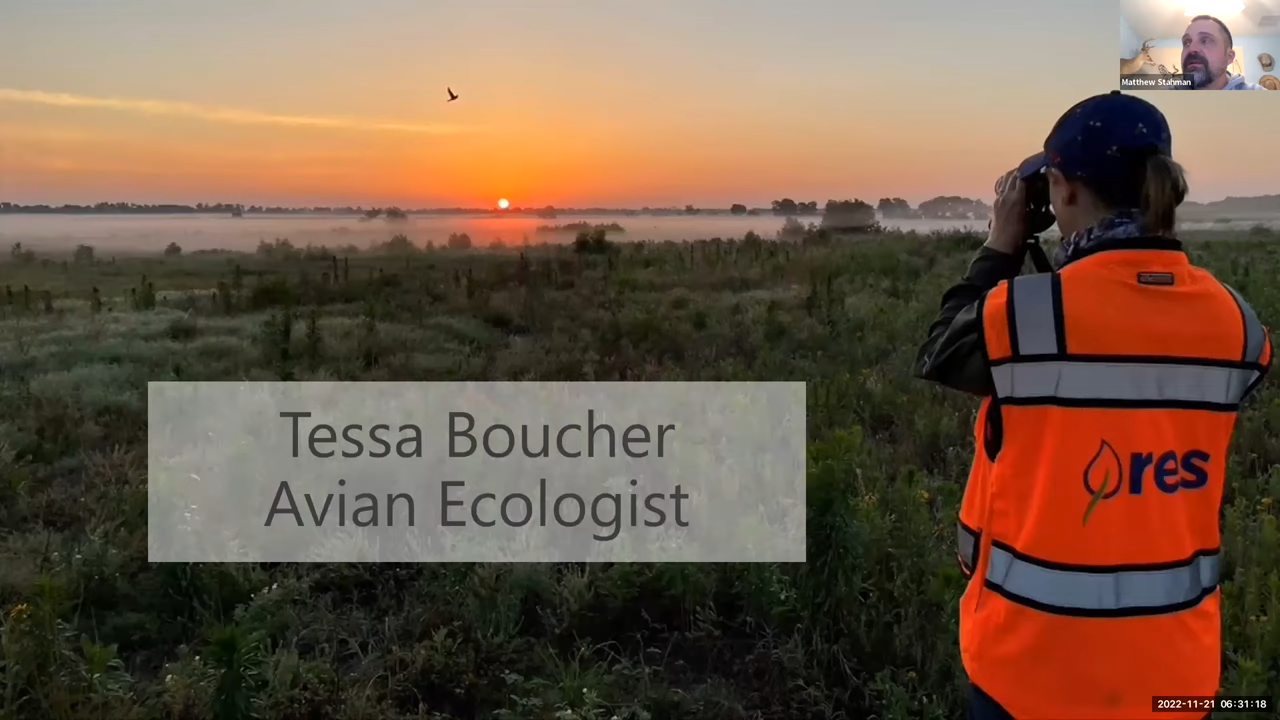 Matthew Stahman
Tessa Boucher
Avian Ecologist
res
2022-11-21 06:31:18